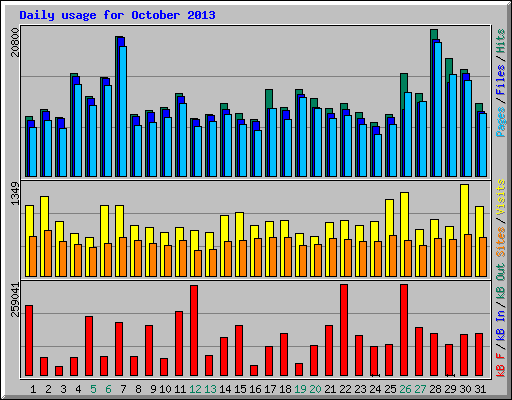 Daily usage for October 2013
20800
Pages / Files / Hits
1349
Sites / Visits
259041
kB F / kB In / kB Out
1 2 3 4 5 6 7 8 9 10 11 12 13 14 15 16 17 18 19 20 21 22 23 24 25 26 27 28 29 30 31